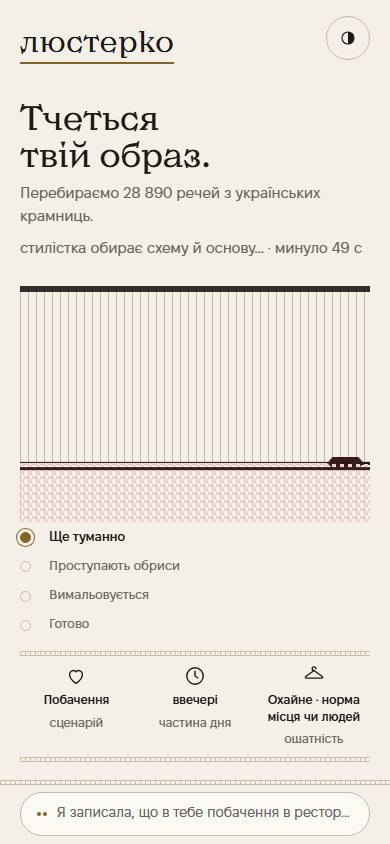 люстерко
Тчеться
твій образ.
Перебираємо 28 890 речей з українських
крамниць.
стилістка обирає схему й основу... · минуло 49 с
Ще туманно
Проступають обриси
Вимальовується
Готово
Побачення
сценарій
ввечері
частина дня
Охайне · норма
місця чи людей
ошатність
Я записала, що в тебе побачення в рестор...